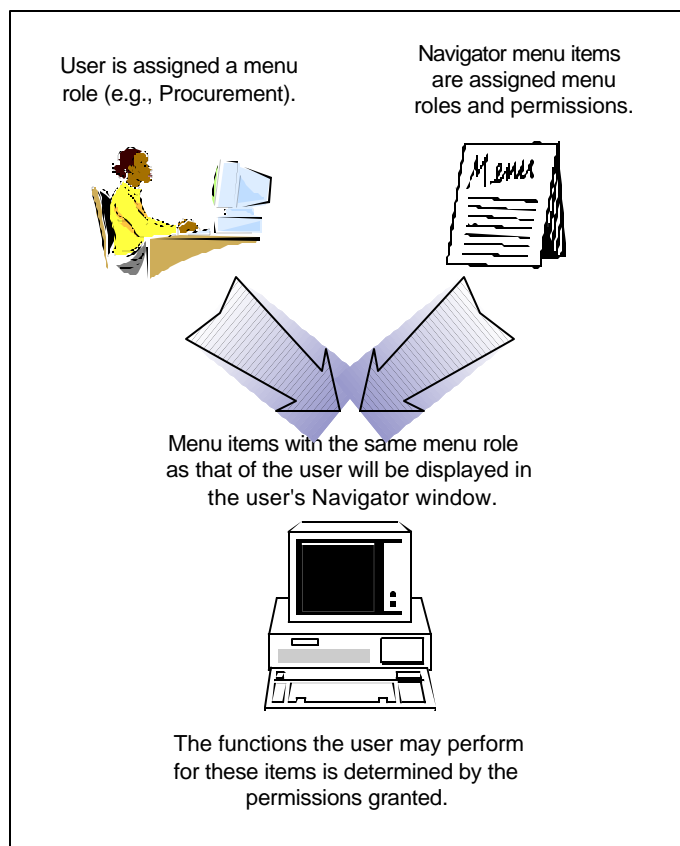 User is assigned a menu
role (e.g., Procurement).
Navigator menu items
are assigned menu
roles and permissions.
Menu
Menu items with the same menu role
as that of the user will be displayed in
the user's Navigator window.
The functions the user may perform
for these items is determined by the
permissions granted.